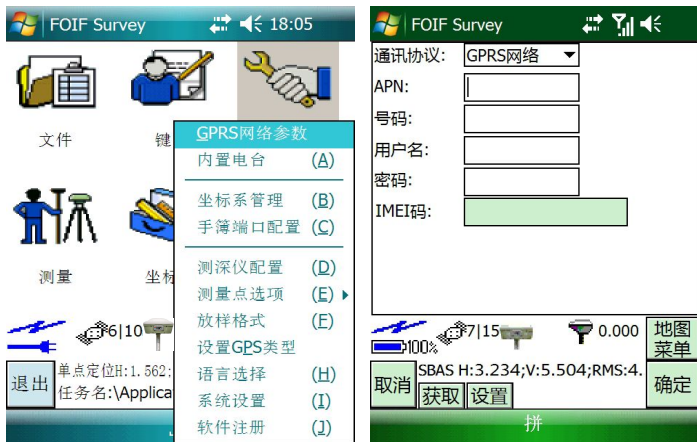 FOIF Survey 18:05
文件
键
GPRS网络参数
内置电台 (A)
坐标系管理 (B)
手簿端口配置 (C)
测深仪配置 (D)
测量点选项 (E)
放样格式 (F)
设置GPS类型
语言选择 (H)
系统设置 (I)
软件注册 (J)
测量
坐标
6|10
退出
单点定位H:1.562;
任务名:\Applica
FOIF Survey
通讯协议: GPRS网络
APN:
号码:
用户名:
密码:
IMEI码:
100%
7|15
0.000
地图
菜单
取消
SBAS H:3.234;V:5.504;RMS:4.
获取 设置
确定
拼